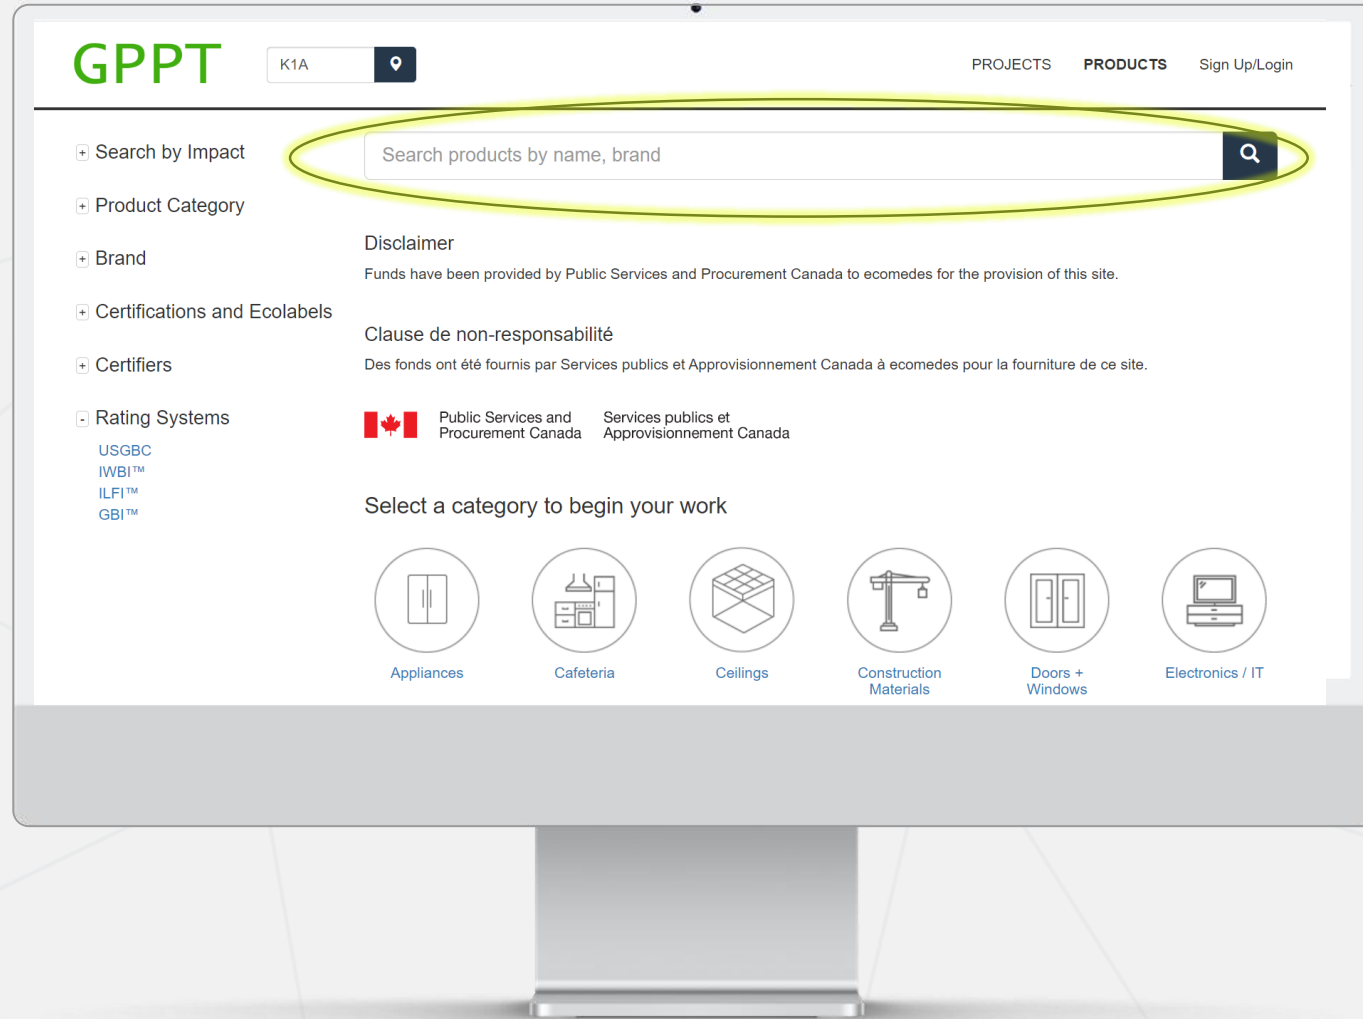 GPPT
K1A
PROJECTS PRODUCTS Sign Up/Login
+ Search by Impact
+ Product Category
+ Brand
+ Certifications and Ecolabels
+ Certifiers
- Rating Systems
USGBC
IWBI™
ILFI™
GBI™
Search products by name, brand
Disclaimer
Funds have been provided by Public Services and Procurement Canada to ecomedes for the provision of this site.
Clause de non-responsabilité
Des fonds ont été fournis par Services publics et Approvisionnement Canada à ecomedes pour la fourniture de ce site.
Public Services and
Procurement Canada
Services publics et
Approvisionnement Canada
Select a category to begin your work
Appliances
Cafeteria
Ceilings
Construction
Materials
Doors +
Windows
Electronics / IT